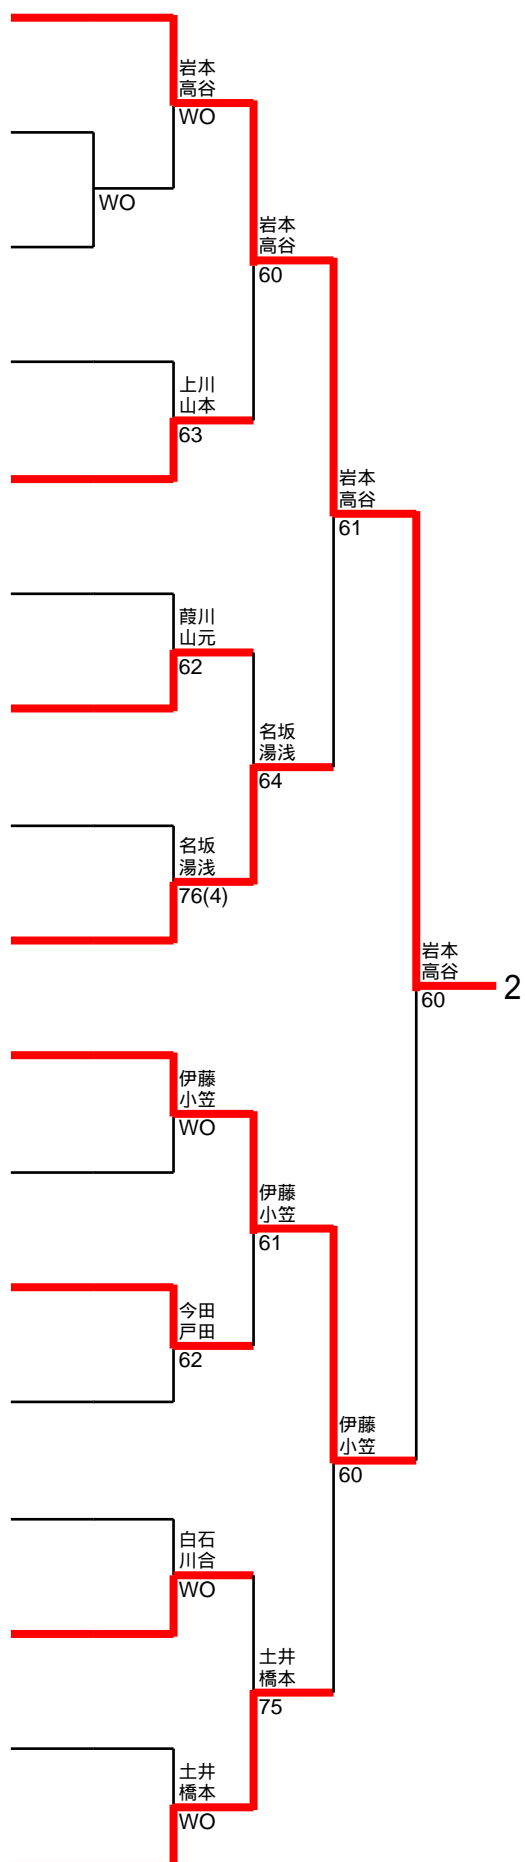 岩本
高谷
WO
WO
岩本
高谷
60
上川
山本
63
岩本
高谷
61
葭川
山元
62
名坂
湯浅
64
名坂
湯浅
76(4)
岩本
高谷
60
2
伊藤
小笠
WO
伊藤
小笠
61
今田
戸田
62
伊藤
小笠
60
白石
川合
WO
土井
橋本
75
土井
橋本
WO